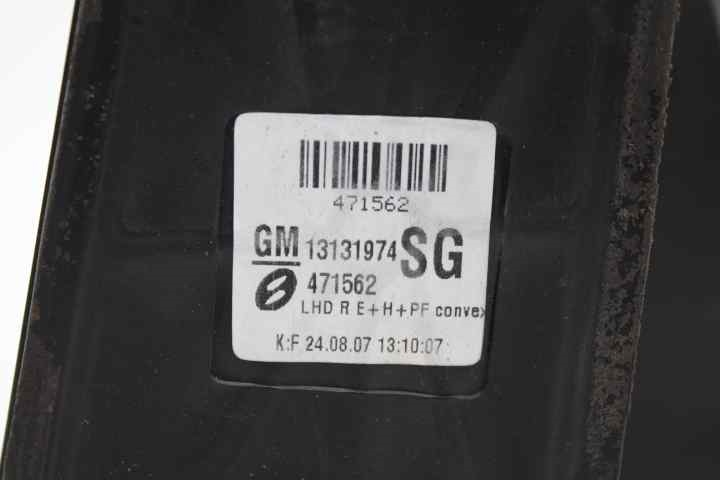 471562
GM 13131974 SG
471562
LHD R E+H+PF convex
K:F 24.08.07 13:10:07